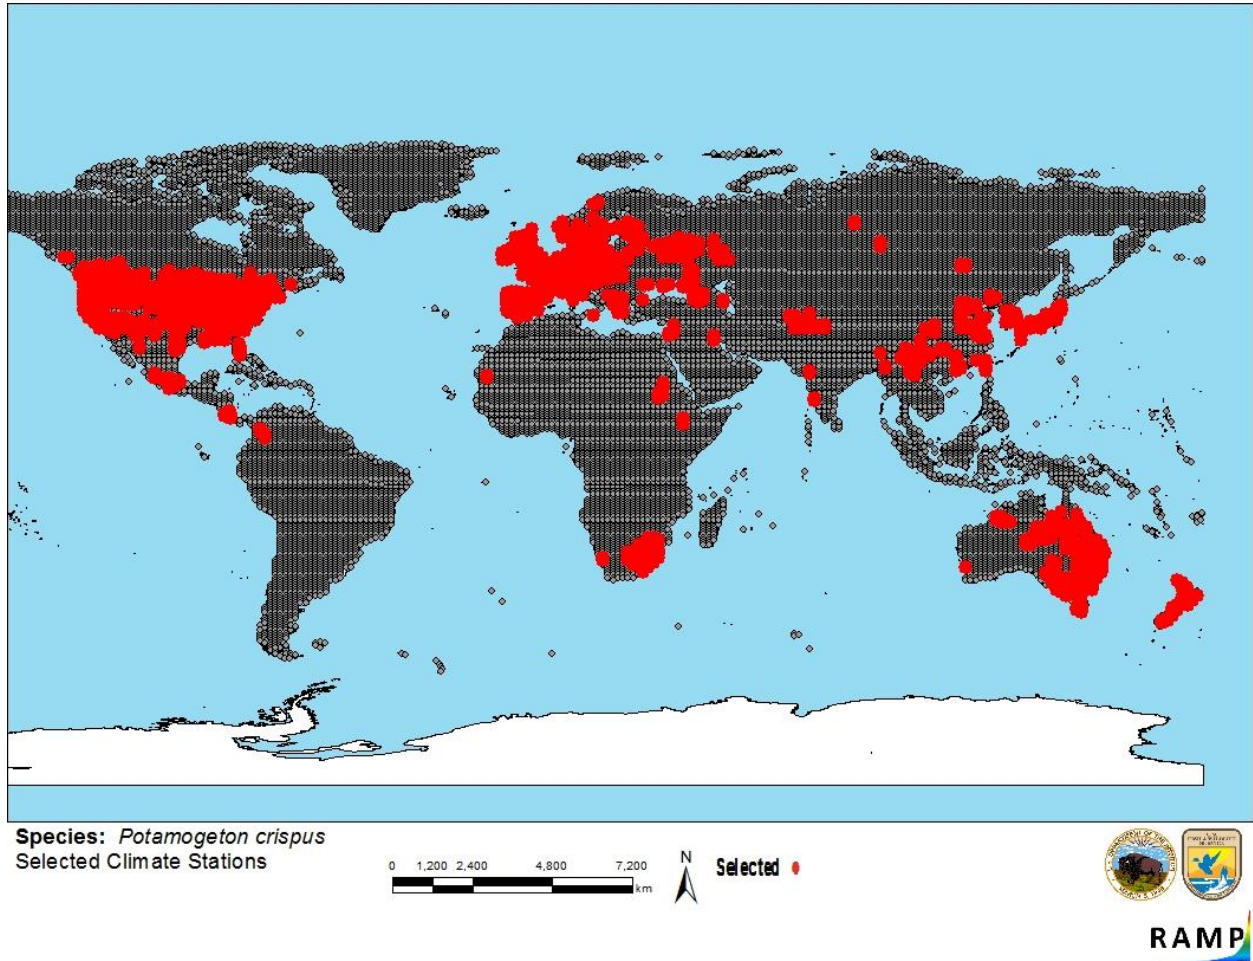 Species: Potamogeton crispus
Selected Climate Stations
0 1,200 2,400 4,800 7,200
km
N
Selected
RAMP